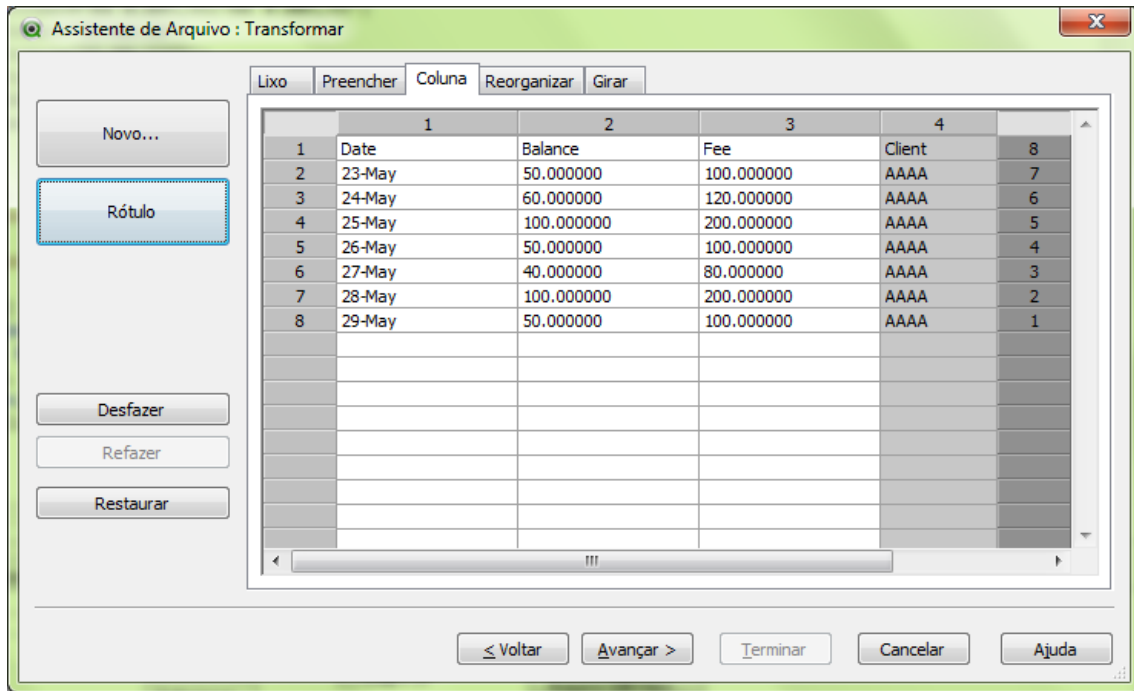 Assistente de Arquivo : Transformar
Lixo Preencher Coluna Reorganizar Girar
Novo...
Rótulo
Desfazer
Refazer
Restaurar
1 2 3 4
1 Date Balance Fee Client 8
2 23-May 50.000000 100.000000 AAAA 7
3 24-May 60.000000 120.000000 AAAA 6
4 25-May 100.000000 200.000000 AAAA 5
5 26-May 50.000000 100.000000 AAAA 4
6 27-May 40.000000 80.000000 AAAA 3
7 28-May 100.000000 200.000000 AAAA 2
8 29-May 50.000000 100.000000 AAAA 1
< Voltar Avançar > Terminar Cancelar Ajuda